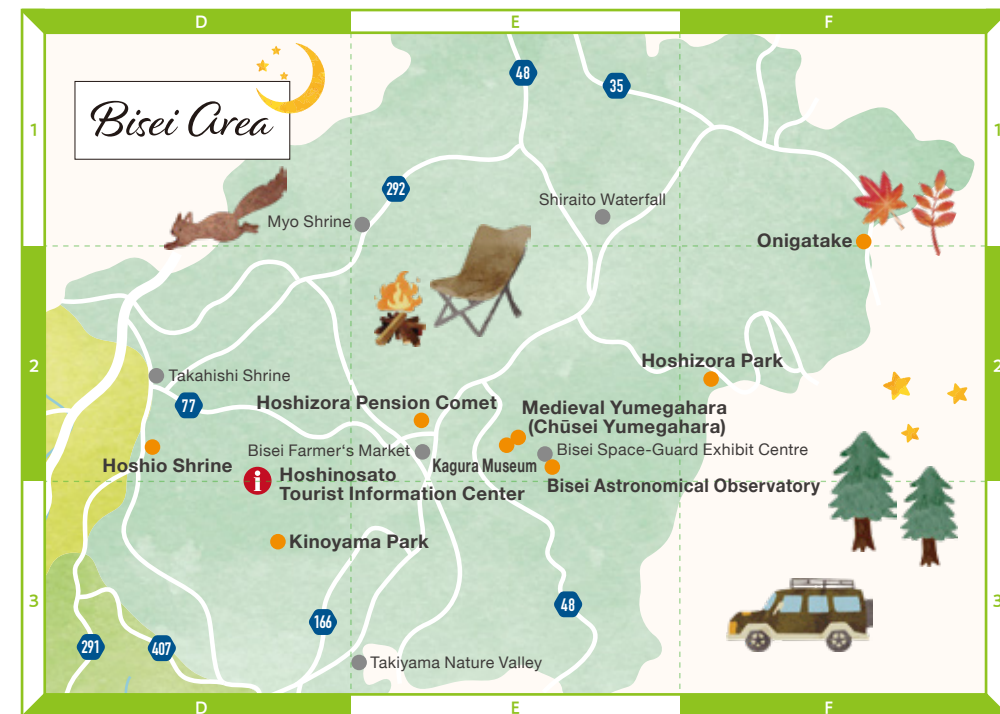 D
E
F
48
35
Bisei Area
1
1
292
Shiraito Waterfall
Myo Shrine
Onigatake
2
2
Hoshizora Park
Takahishi Shrine
77
Hoshizora Pension Comet
Medieval Yumegahara
(Chūsei Yumegahara)
Bisei Farmer's Market
Bisei Space-Guard Exhibit Centre
Hoshio Shrine
Kagura Museum
i
Hoshinosato
Tourist Information Center
Bisei Astronomical Observatory
Kinoyama Park
3
3
48
166
291
407
Takiyama Nature Valley
D
E
F